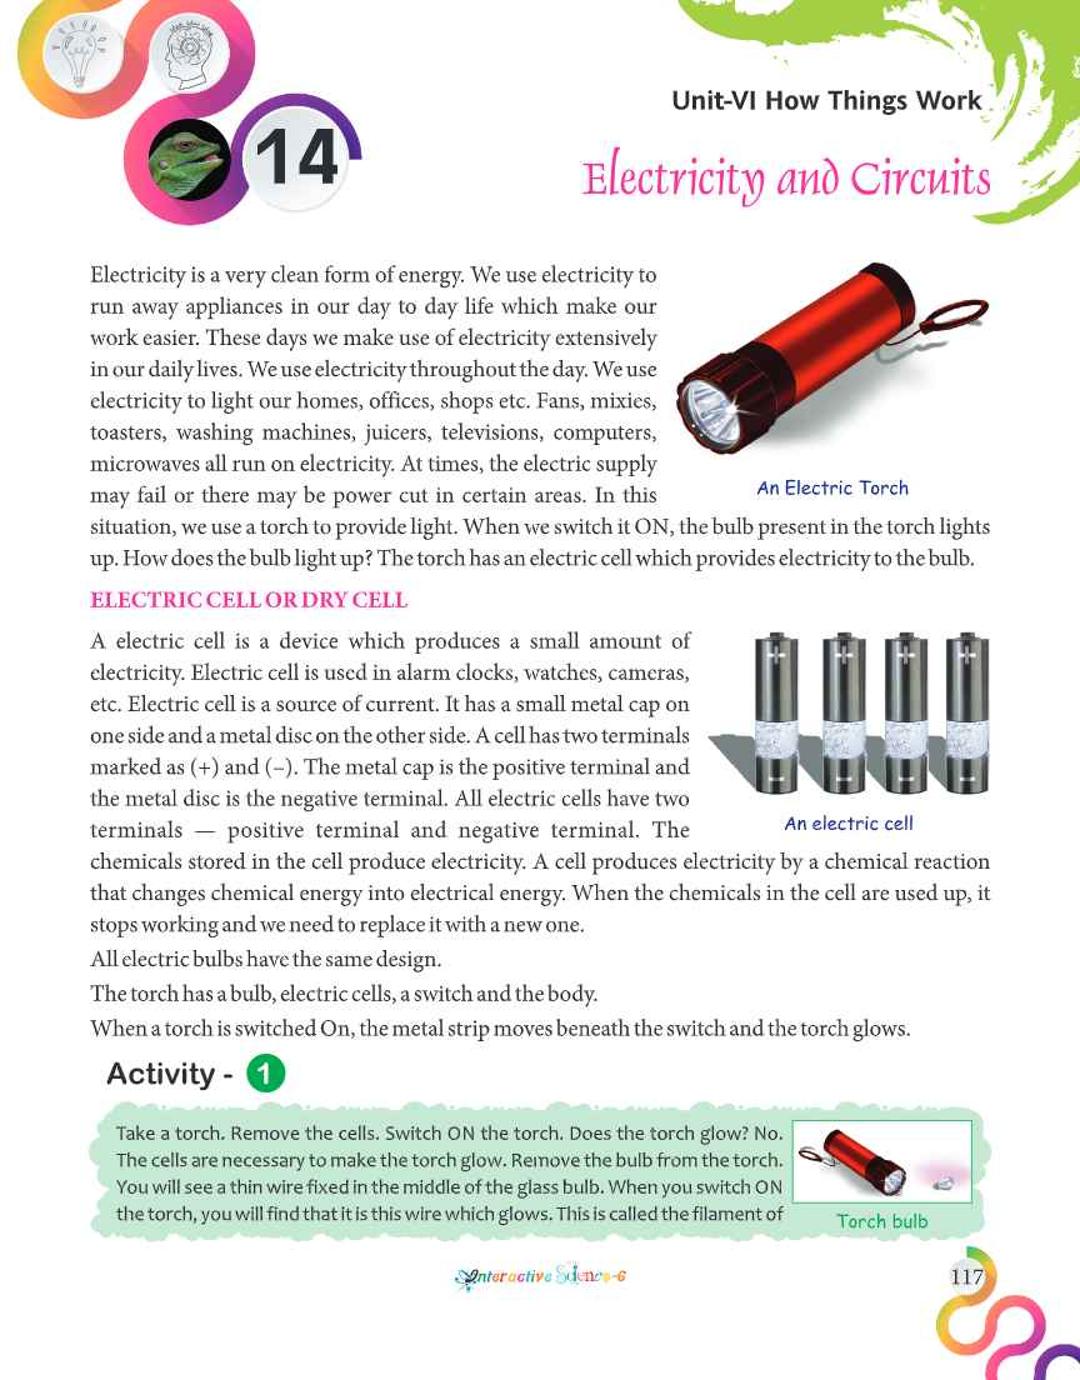 14
Unit-VI How Things Work
Electricity and Circuits
Electricity is a very clean form of energy. We use electricity to
run away appliances in our day to day life which make our
work easier. These days we make use of electricity extensively
in our daily lives. We use electricity throughout the day. We use
electricity to light our homes, offices, shops etc. Fans, mixies,
toasters, washing machines, juicers, televisions, computers,
microwaves all run on electricity. At times, the electric supply
may fail or there may be power cut in certain areas. In this
An Electric Torch
situation, we use a torch to provide light. When we switch it ON, the bulb present in the torch lights
up. How does the bulb light up? The torch has an electric cell which provides electricity to the bulb.
ELECTRIC CELL OR DRY CELL
A electric cell is a device which produces a small amount of
electricity. Electric cell is used in alarm clocks, watches, cameras,
etc. Electric cell is a source of current. It has a small metal cap on
one side and a metal disc on the other side. A cell has two terminals
marked as (+) and (–). The metal cap is the positive terminal and
the metal disc is the negative terminal. All electric cells have two
terminals — positive terminal and negative terminal. The
An electric cell
chemicals stored in the cell produce electricity. A cell produces electricity by a chemical reaction
that changes chemical energy into electrical energy. When the chemicals in the cell are used up, it
stops working and we need to replace it with a new one.
All electric bulbs have the same design.
The torch has a bulb, electric cells, a switch and the body.
When a torch is switched On, the metal strip moves beneath the switch and the torch glows.
Activity - 1
Take a torch. Remove the cells. Switch ON the torch. Does the torch glow? No.
The cells are necessary to make the torch glow. Remove the bulb from the torch.
You will see a thin wire fixed in the middle of the glass bulb. When you switch ON
the torch, you will find that it is this wire which glows. This is called the filament of
Torch bulb
Interactive Science-6
117